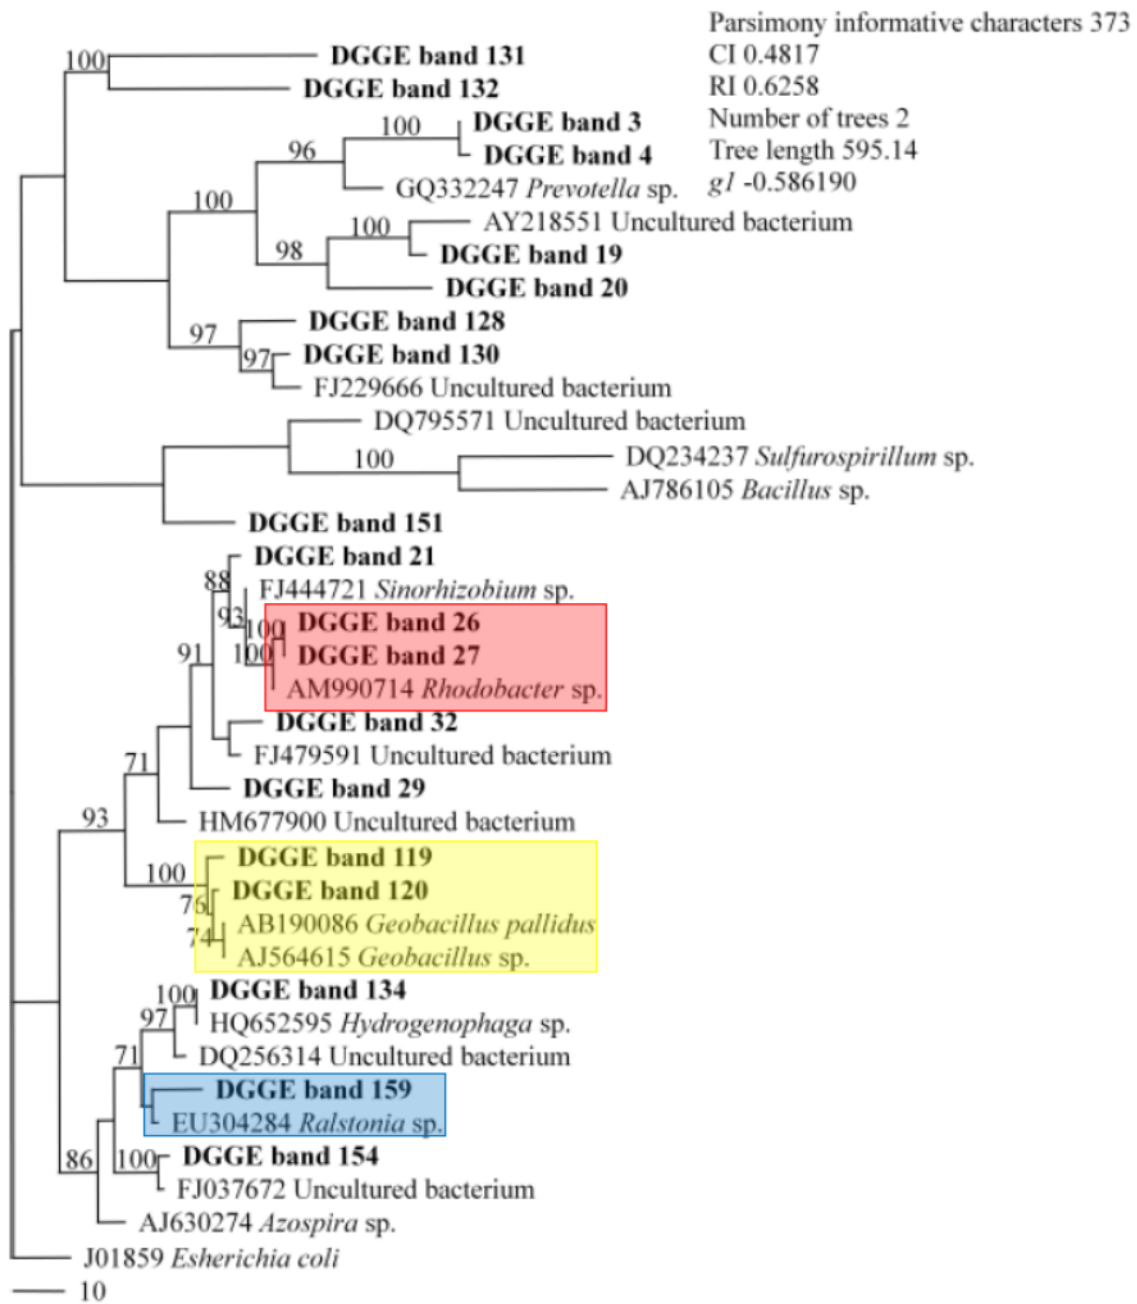 Parsimony informative characters 373
CI 0.4817
RI 0.6258
Number of trees 2
Tree length 595.14
g1 -0.586190
100
DGGE band 131
DGGE band 132
100
DGGE band 3
96
DGGE band 4
GQ332247 Prevotella sp.
100
100
AY218551 Uncultured bacterium
98
DGGE band 19
DGGE band 20
DGGE band 128
97
97
DGGE band 130
FJ229666 Uncultured bacterium
DQ795571 Uncultured bacterium
100
DQ234237 Sulfurospirillum sp.
AJ786105 Bacillus sp.
DGGE band 151
DGGE band 21
88
FJ444721 Sinorhizobium sp.
93
100
DGGE band 26
91
100
DGGE band 27
AM990714 Rhodobacter sp.
DGGE band 32
FJ479591 Uncultured bacterium
71
DGGE band 29
93
HM677900 Uncultured bacterium
DGGE band 119
100
DGGE band 120
76
AB190086 Geobacillus pallidus
74
AJ564615 Geobacillus sp.
100
DGGE band 134
97
HQ652595 Hydrogenophaga sp.
71
DQ256314 Uncultured bacterium
DGGE band 159
EU304284 Ralstonia sp.
86
100
DGGE band 154
FJ037672 Uncultured bacterium
AJ630274 Azospira sp.
J01859 Esherichia coli
10